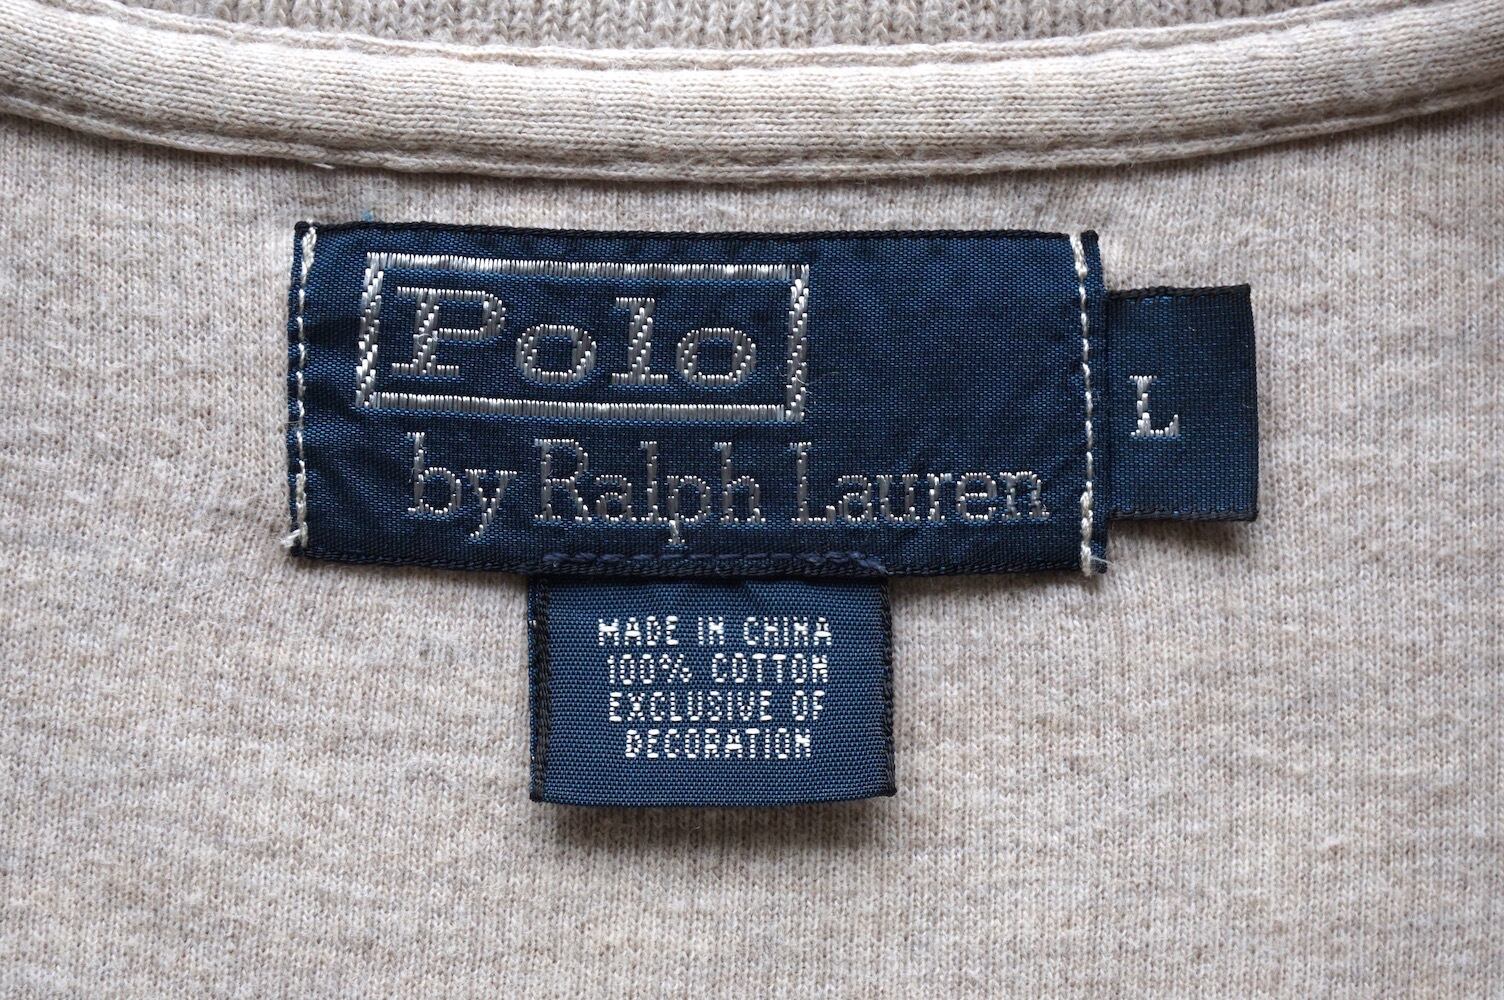 Polo
by Ralph Lauren
L
MADE IN CHINA
100% COTTON
EXCLUSIVE OF
DECORATION